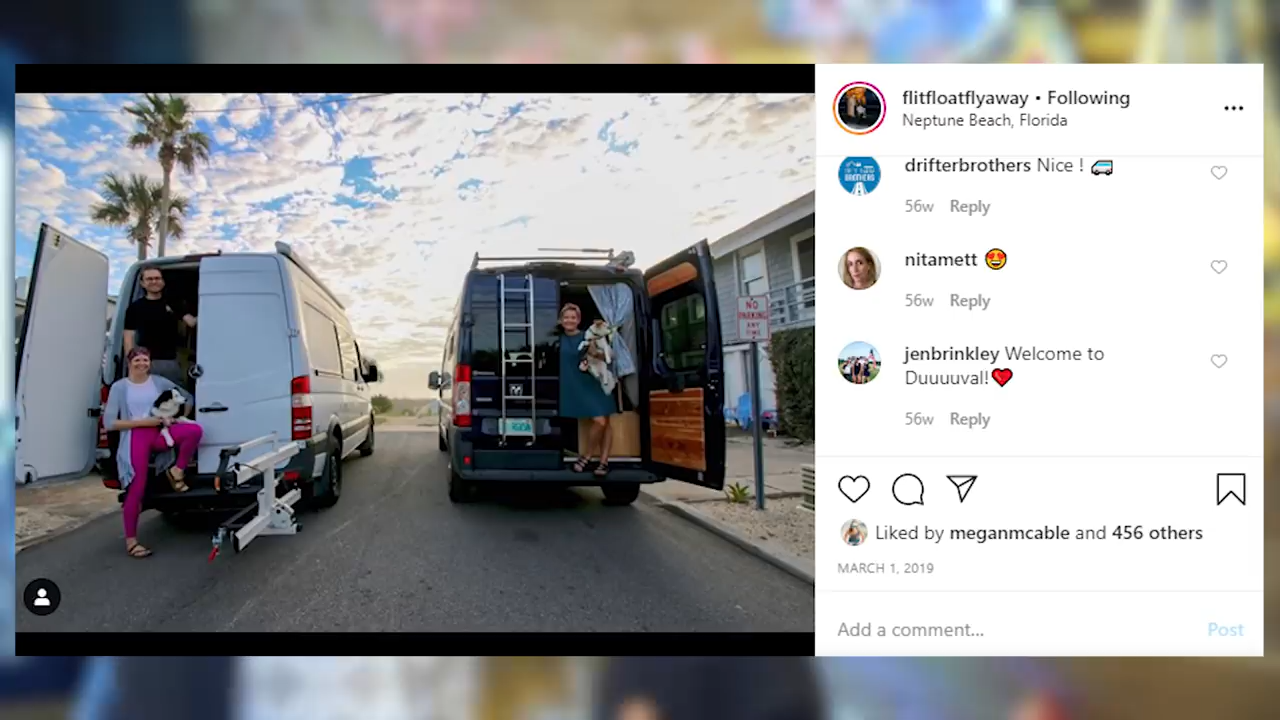 flitfloatflyaway • Following
Neptune Beach, Florida
drifterbrothers Nice ! 🚐
56w Reply
nitamett 😍
56w Reply
jenbrinkley Welcome to
Duuuuval!❤️
56w Reply
Liked by meganmcable and 456 others
MARCH 1, 2019
Add a comment... Post
NO
PARKING
ANY
TIME
BROTHERS